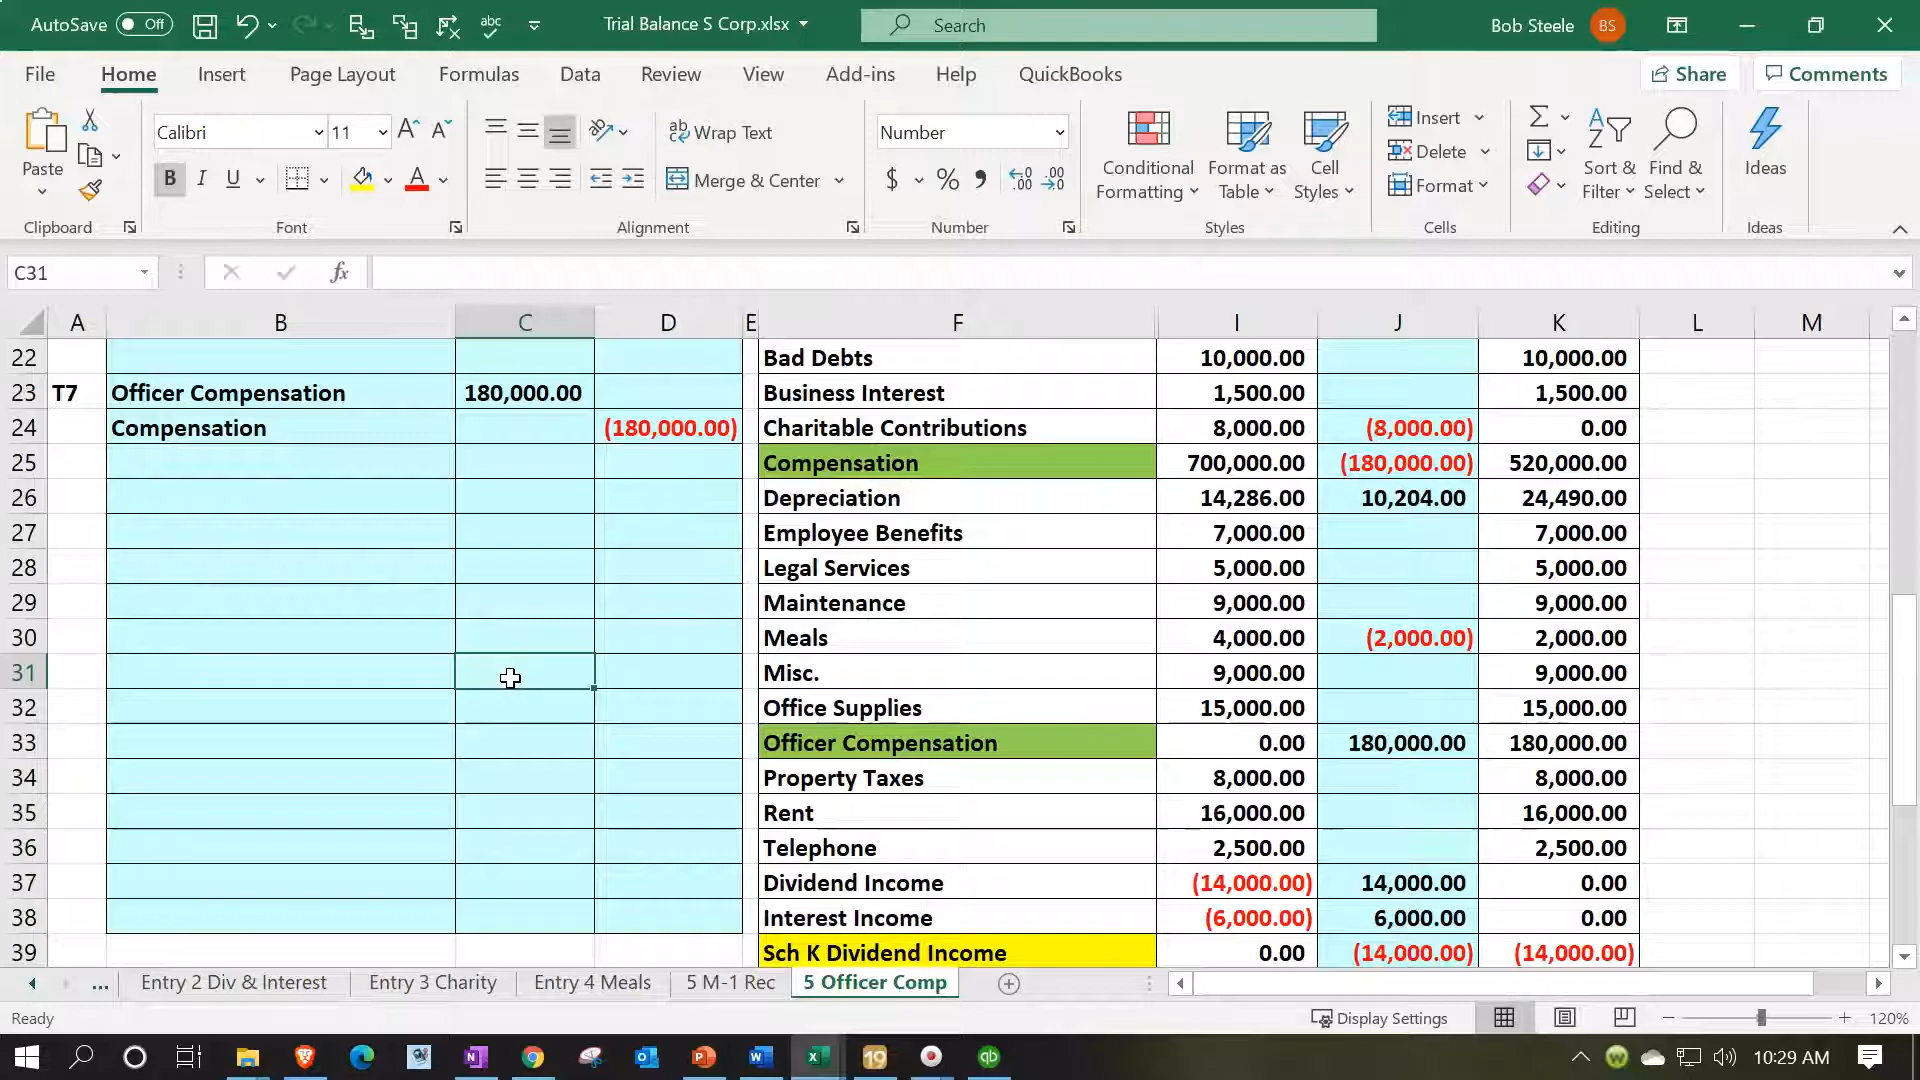 AutoSave Off abc Trial Balance S Corp.xlsx Search Bob Steele BS
File Home Insert Page Layout Formulas Data Review View Add-ins Help QuickBooks Share Comments
Paste Calibri 11 Wrap Text Number Conditional Formatting Format as Table Cell Styles Insert Sort & Filter Find & Select Ideas
B I U Merge & Center $ % Delete
Format
Clipboard Font Alignment Number Styles Cells Editing Ideas
C31 fx
A B C D E F I J K L M
22 Bad Debts 10,000.00 10,000.00
23 T7 Officer Compensation 180,000.00 Business Interest 1,500.00 1,500.00
24 Compensation (180,000.00) Charitable Contributions 8,000.00 (8,000.00) 0.00
25 Compensation 700,000.00 (180,000.00) 520,000.00
26 Depreciation 14,286.00 10,204.00 24,490.00
27 Employee Benefits 7,000.00 7,000.00
28 Legal Services 5,000.00 5,000.00
29 Maintenance 9,000.00 9,000.00
30 Meals 4,000.00 (2,000.00) 2,000.00
31 Misc. 9,000.00 9,000.00
32 Office Supplies 15,000.00 15,000.00
33 Officer Compensation 0.00 180,000.00 180,000.00
34 Property Taxes 8,000.00 8,000.00
35 Rent 16,000.00 16,000.00
36 Telephone 2,500.00 2,500.00
37 Dividend Income (14,000.00) 14,000.00 0.00
38 Interest Income (6,000.00) 6,000.00 0.00
39 Sch K Dividend Income 0.00 (14,000.00) (14,000.00)
... Entry 2 Div & Interest Entry 3 Charity Entry 4 Meals 5 M-1 Rec 5 Officer Comp
Ready Display Settings 120%
19 qb 10:29 AM